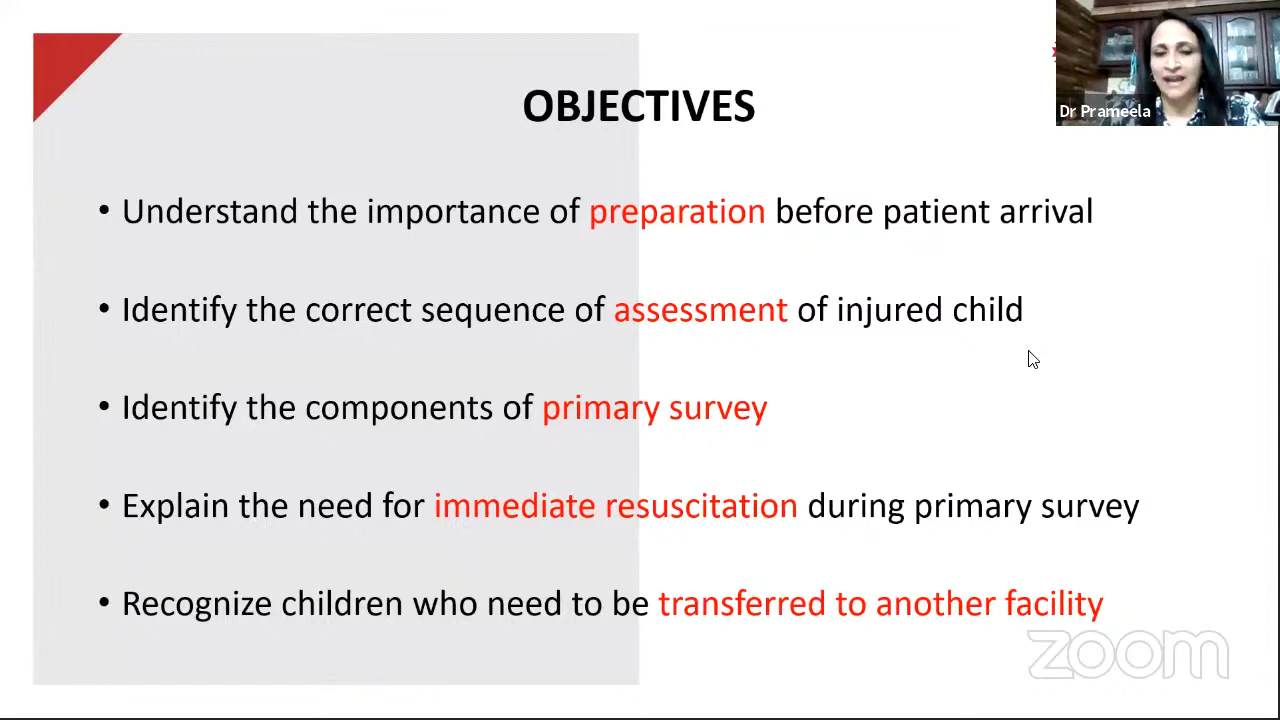 OBJECTIVES
Dr Prameela
• Understand the importance of preparation before patient arrival
• Identify the correct sequence of assessment of injured child
• Identify the components of primary survey
• Explain the need for immediate resuscitation during primary survey
• Recognize children who need to be transferred to another facility
zoom